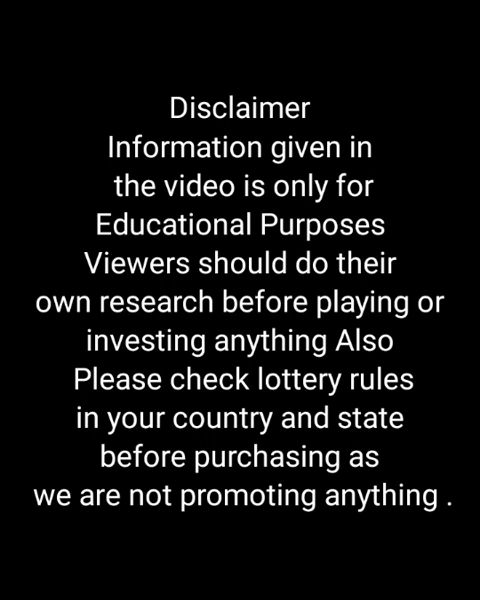 Disclaimer
Information given in
the video is only for
Educational Purposes
Viewers should do their
own research before playing or
investing anything Also
Please check lottery rules
in your country and state
before purchasing as
we are not promoting anything .